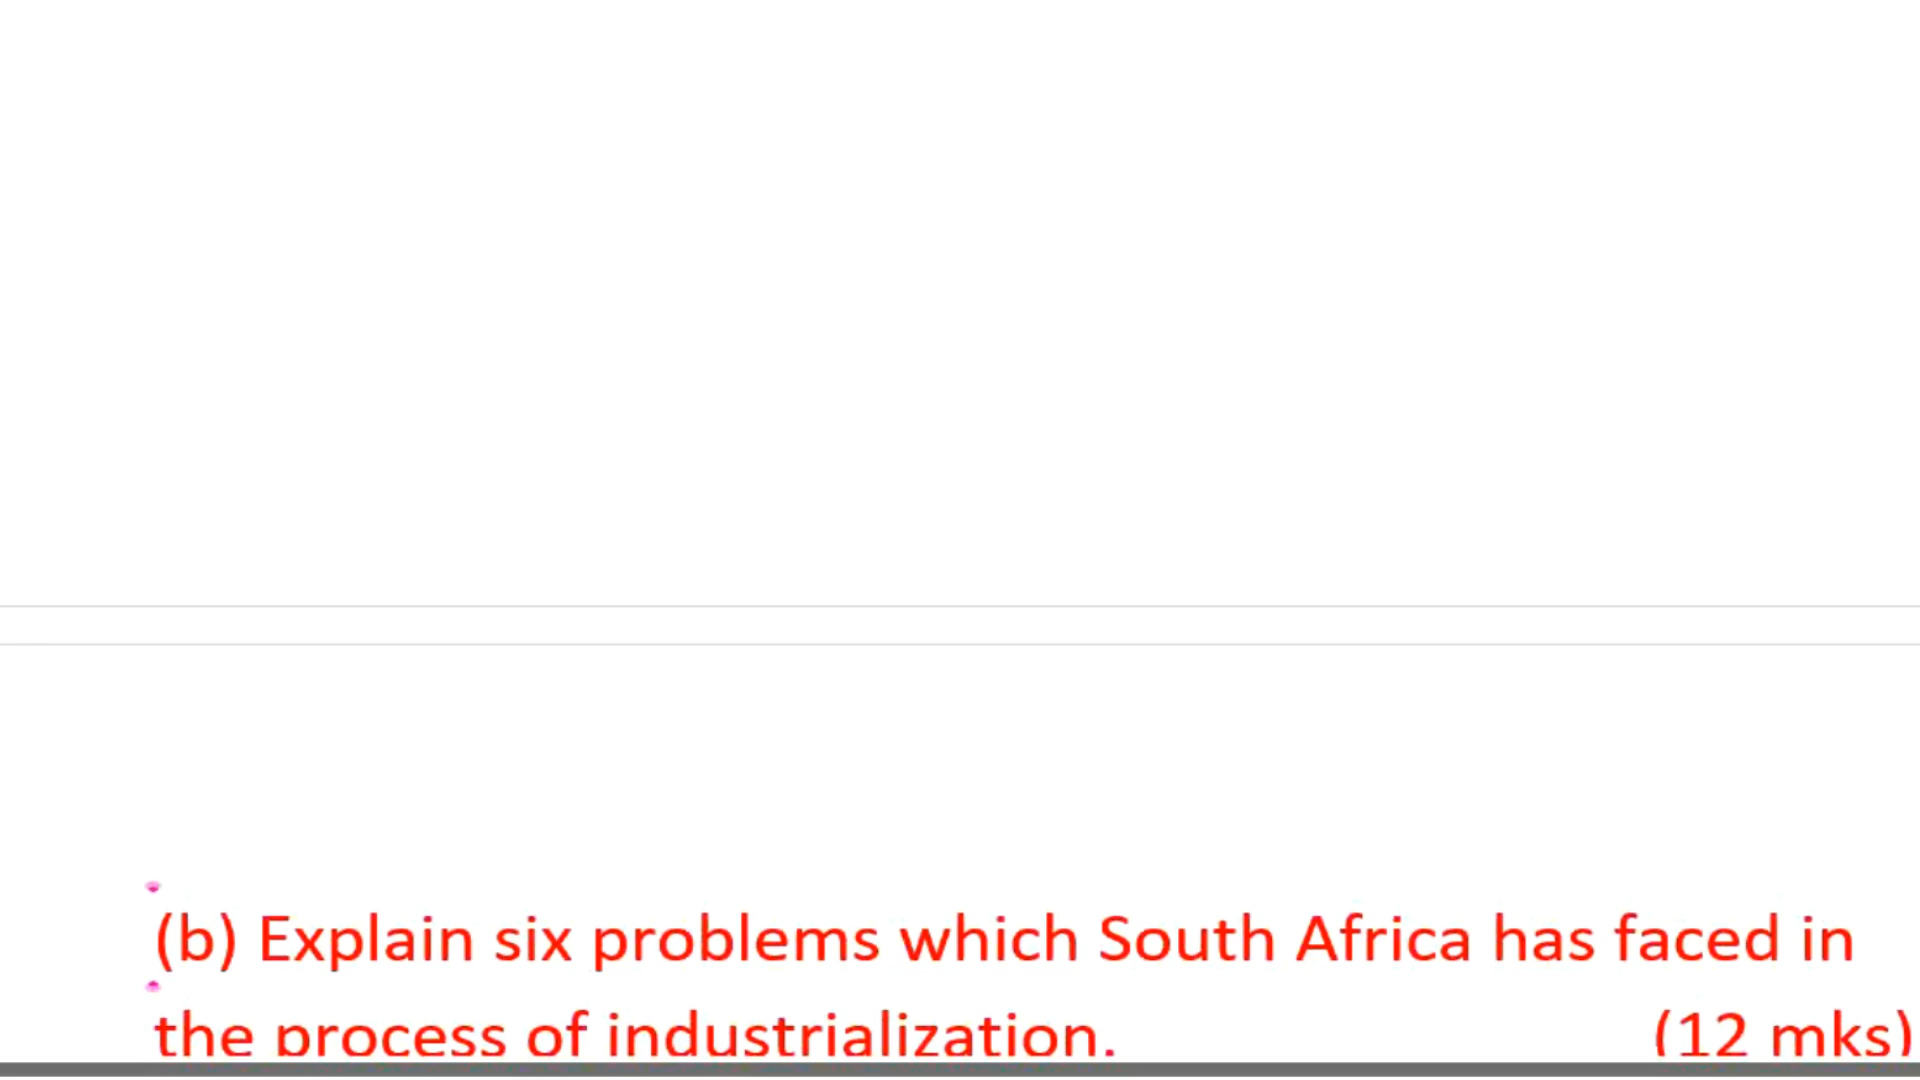 (b) Explain six problems which South Africa has faced in
the process of industrialization. (12 mks)